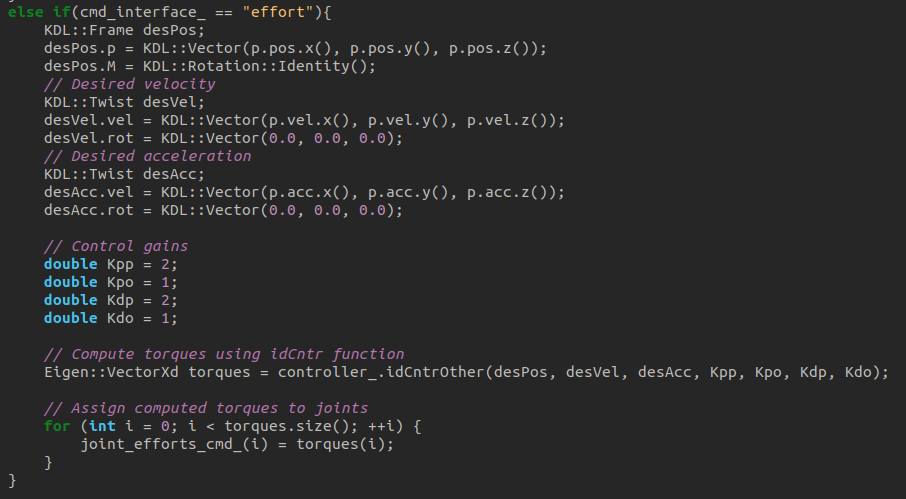 else if(cmd_interface_ == "effort"){
    KDL::Frame desPos;
    desPos.p = KDL::Vector(p.pos.x(), p.pos.y(), p.pos.z());
    desPos.M = KDL::Rotation::Identity();
    // Desired velocity
    KDL::Twist desVel;
    desVel.vel = KDL::Vector(p.vel.x(), p.vel.y(), p.vel.z());
    desVel.rot = KDL::Vector(0.0, 0.0, 0.0);
    // Desired acceleration
    KDL::Twist desAcc;
    desAcc.vel = KDL::Vector(p.acc.x(), p.acc.y(), p.acc.z());
    desAcc.rot = KDL::Vector(0.0, 0.0, 0.0);

    // Control gains
    double Kpp = 2;
    double Kpo = 1;
    double Kdp = 2;
    double Kdo = 1;

    // Compute torques using idCntr function
    Eigen::VectorXd torques = controller_.idCntrOther(desPos, desVel, desAcc, Kpp, Kpo, Kdp, Kdo);

    // Assign computed torques to joints
    for (int i = 0; i < torques.size(); ++i) {
        joint_efforts_cmd_(i) = torques(i);
    }
}